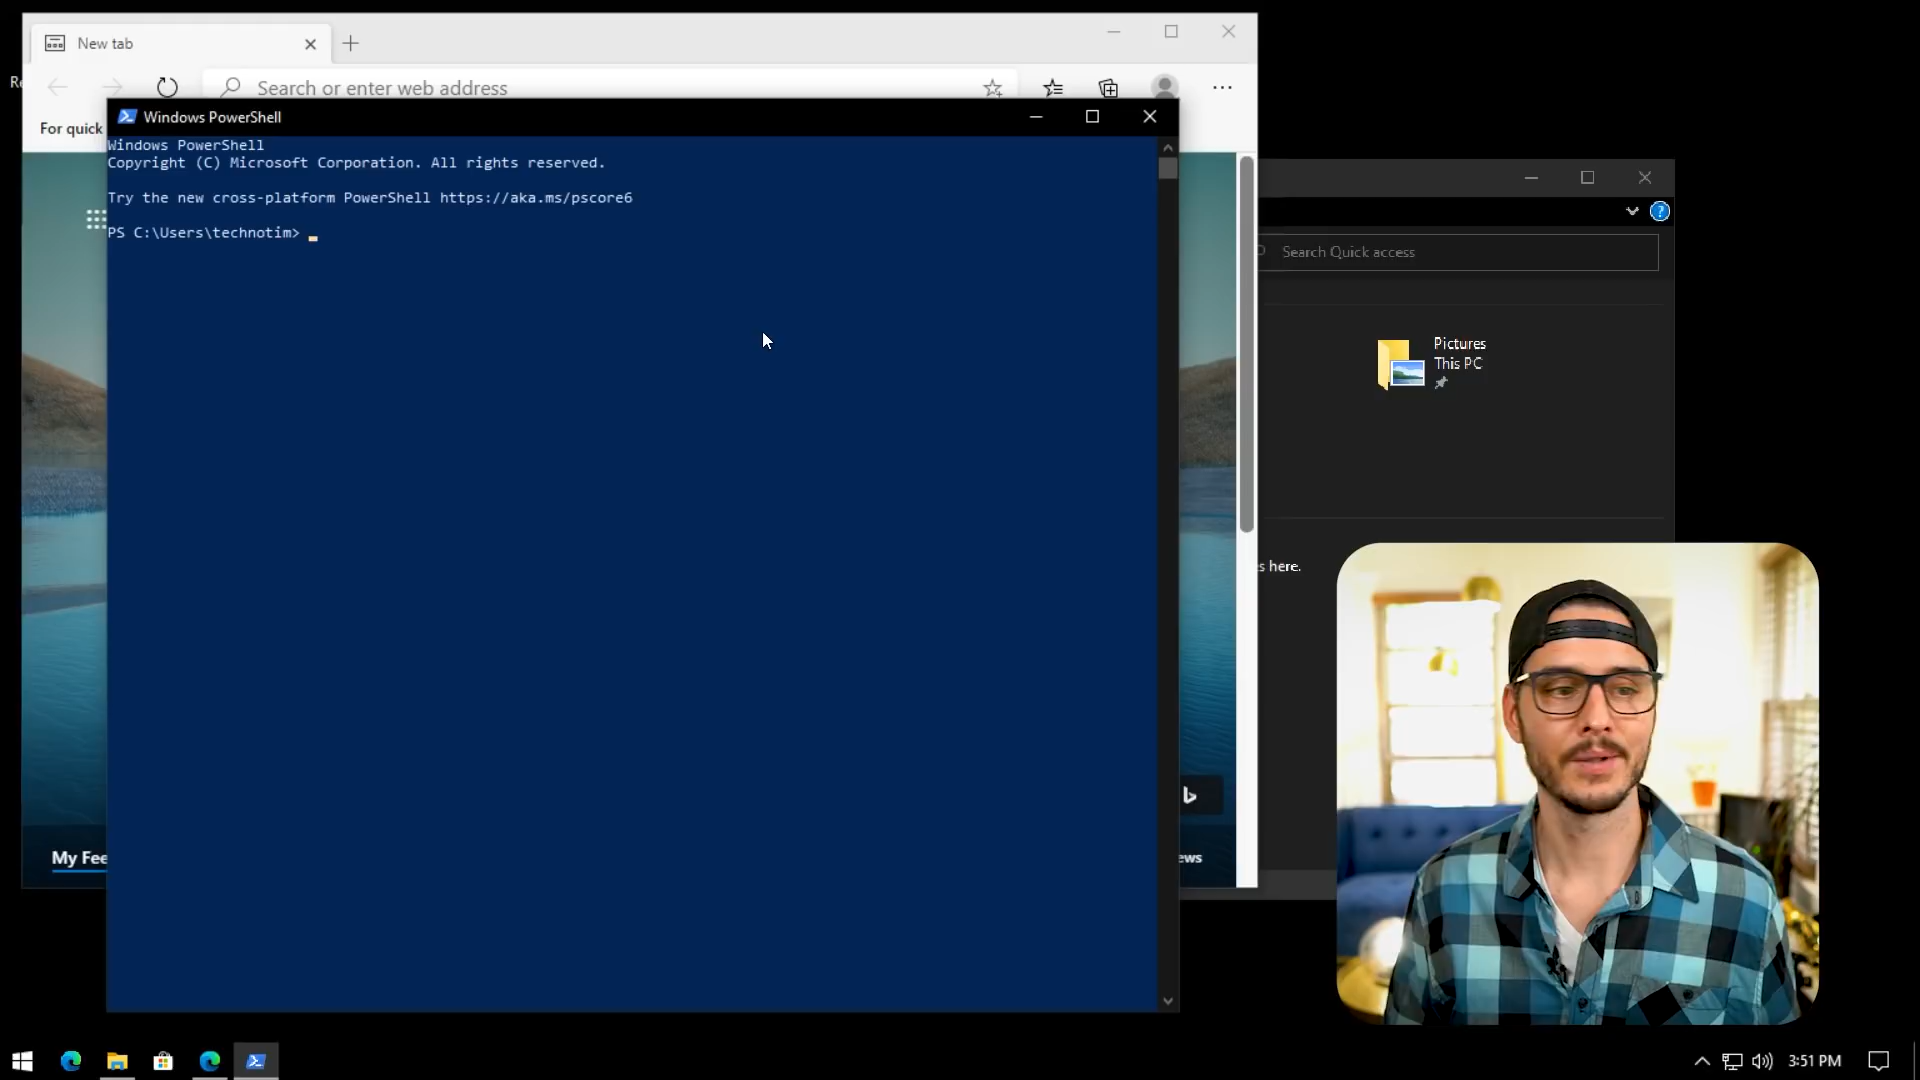 New tab
Re
Search or enter web address
For quick
Windows PowerShell
Windows PowerShell
Copyright (C) Microsoft Corporation. All rights reserved.
Try the new cross-platform PowerShell https://aka.ms/pscore6
PS C:\Users\technotim>
?
Search Quick access
Pictures
This PC
s here.
My Fee
ews
3:51 PM